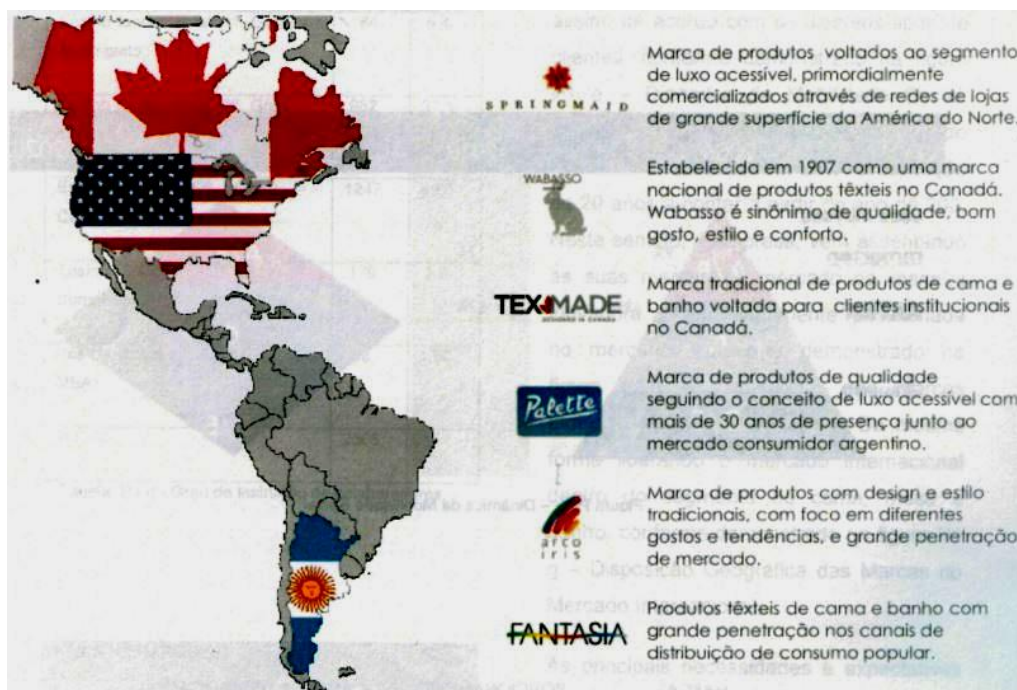 SPRINGMAID
Marca de produtos voltados ao segmento
de luxo acessível, primordialmente
comercializados através de redes de lojas
de grande superfície da América do Norte.
WABASSO
Estabelecida em 1907 como uma marca
nacional de produtos têxteis no Canadá.
Wabasso é sinônimo de qualidade, bom
gosto, estilo e conforto.
TEX MADE
DESIGNED IN CANADA
Marca tradicional de produtos de cama e
banho voltada para clientes institucionais
no Canadá.
Palette
Marca de produtos de qualidade
seguindo o conceito de luxo acessível com
mais de 30 anos de presença junto ao
mercado consumidor argentino.
arco
iris
Marca de produtos com design e estilo
tradicionais, com foco em diferentes
gostos e tendências, e grande penetração
de mercado.
FANTASIA
Produtos têxteis de cama e banho com
grande penetração nos canais de
distribuição de consumo popular.